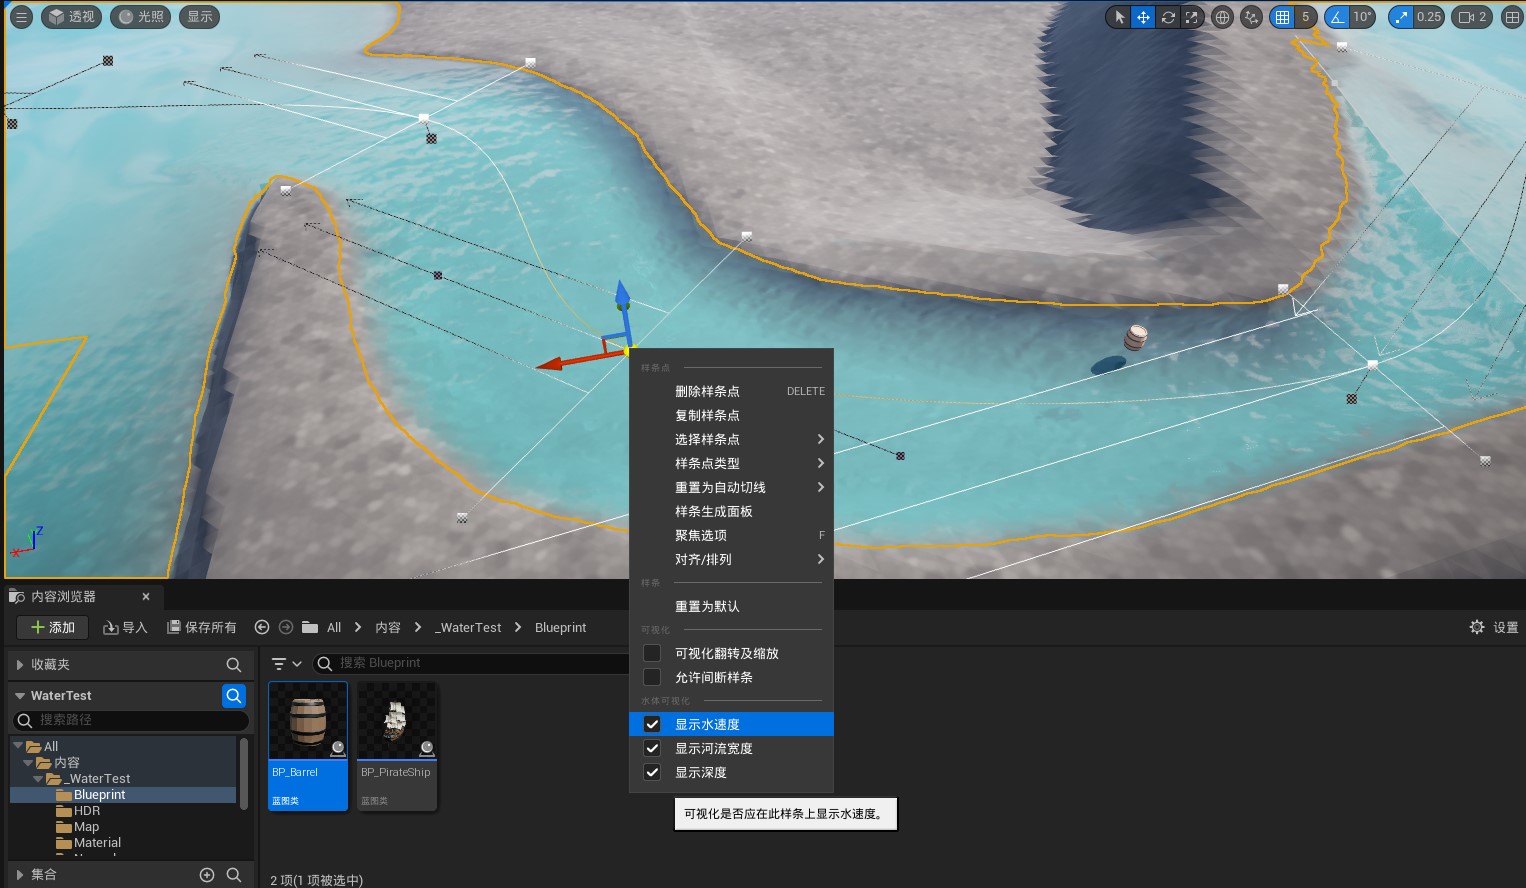 透视 光照 显示 5 10° 0.25 2
样条点
删除样条点 DELETE
复制样条点
选择样条点
样条点类型
重置为自动切线
样条生成面板
聚焦选项 F
对齐/排列
样条
重置为默认
可视化
可视化翻转及缩放
允许间断样条
水体可视化
显示水速度
显示河流宽度
显示深度
可视化是否应在此样条上显示水速度。
Z
X
内容浏览器
添加 导入 保存所有 All 内容 _WaterTest Blueprint 设置
收藏夹
搜索 Blueprint
WaterTest
搜索路径
All
内容
_WaterTest
Blueprint
HDR
Map
Material
集合
BP_Barrel
蓝图类
BP_PirateShip
蓝图类
2 项(1 项被选中)